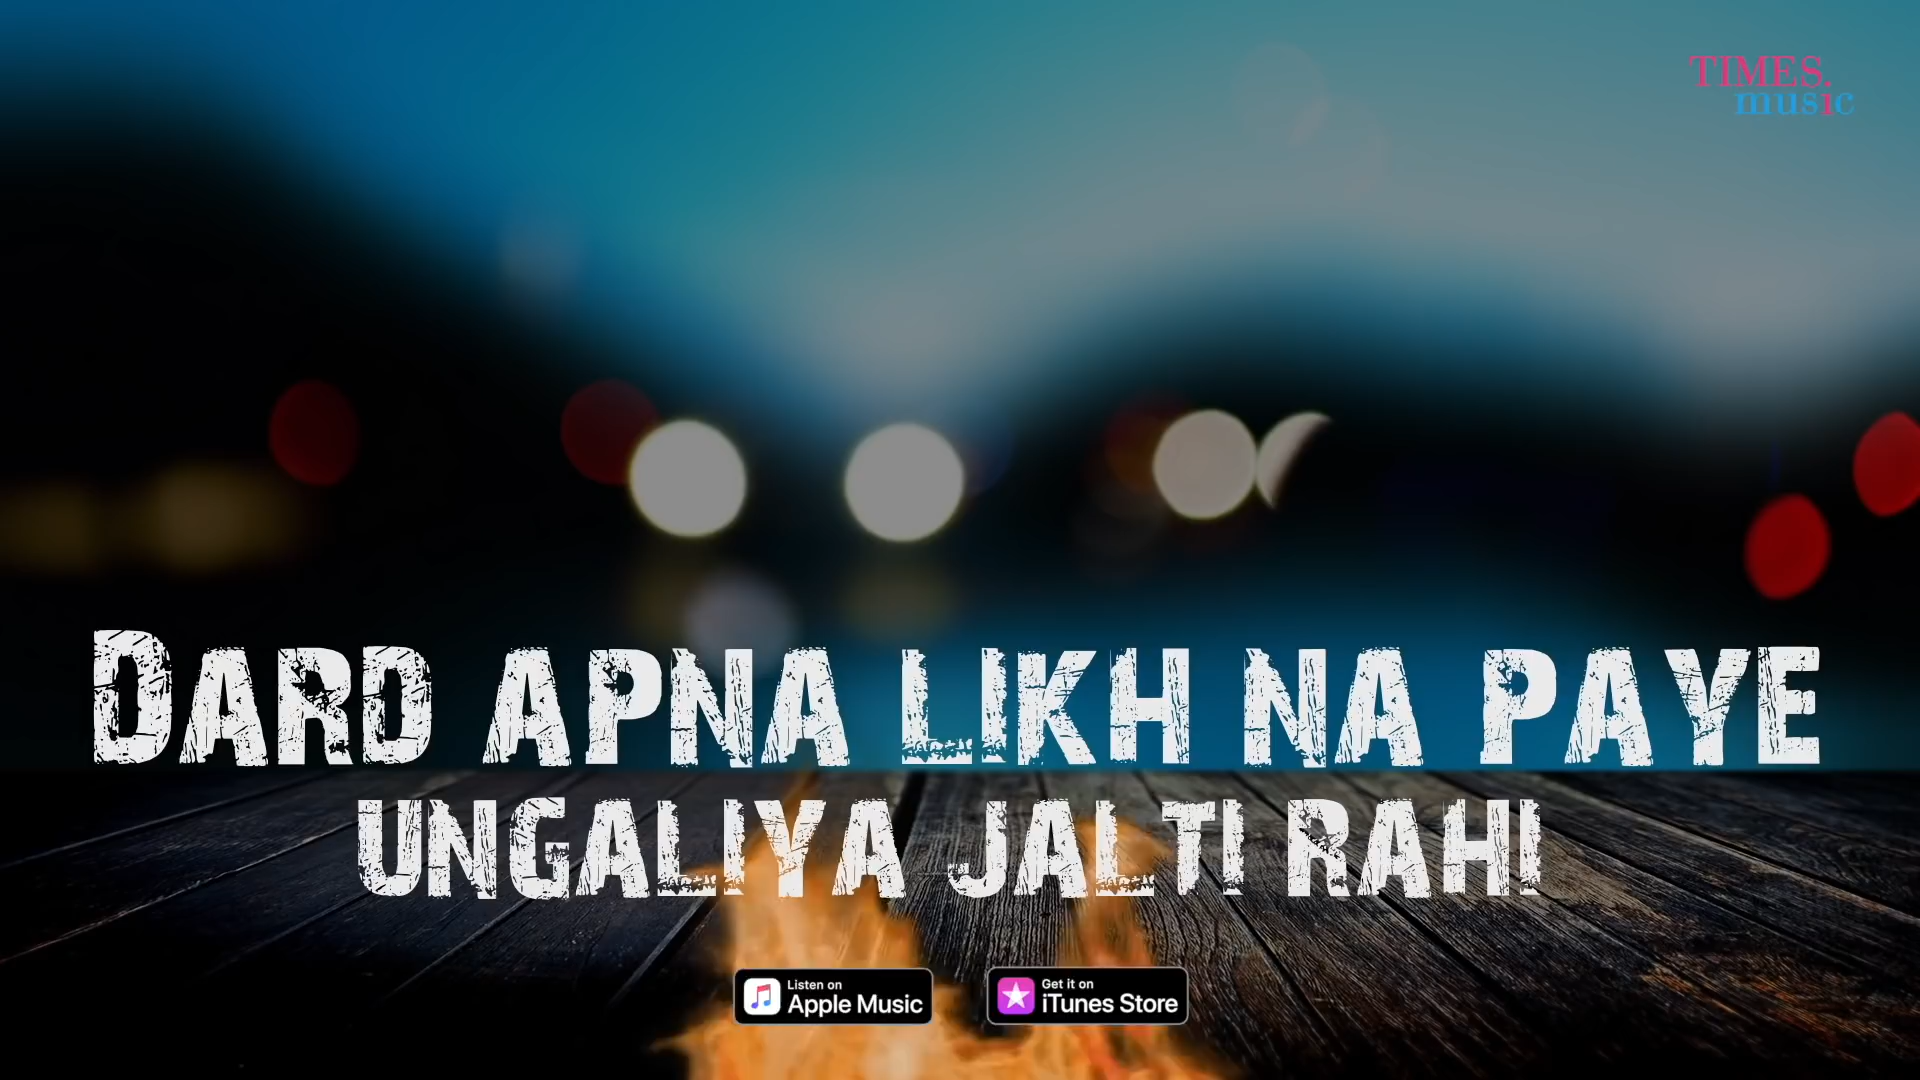 TIMES.
music
DARD APNA LIKH NA PAYE
UNGALIYA JALTI RAHI
Listen on
Apple Music
Get it on
iTunes Store